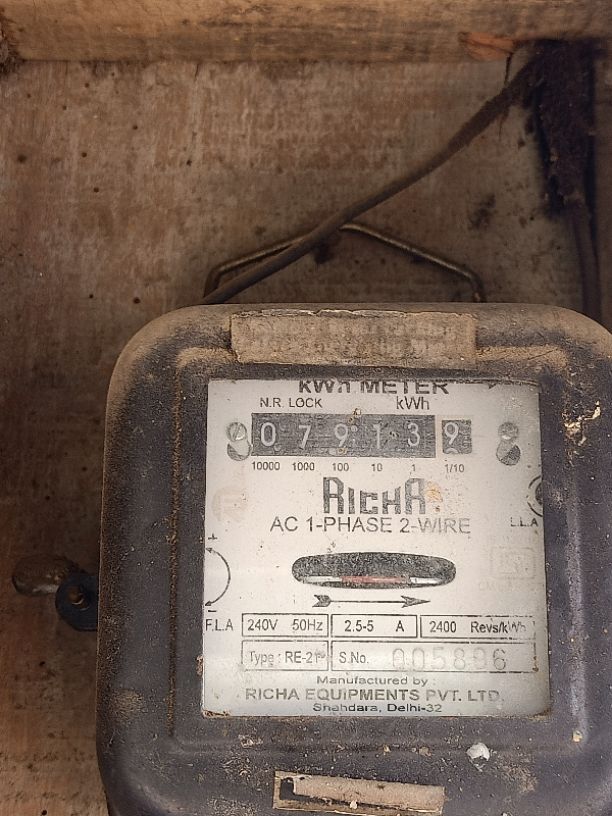 kWh METER
N.R. LOCK kWh
0 7 9 1 3 9
10000 1000 100 10 1 1/10
RICHA
AC 1-PHASE 2-WIRE
L.L.A
+
-
F.L.A 240V 50Hz 2.5-5 A 2400 Revs/kWh
Type : RE-21 S.No. 005896
Manufactured by :
RICHA EQUIPMENTS PVT. LTD.
Shahdara, Delhi-32